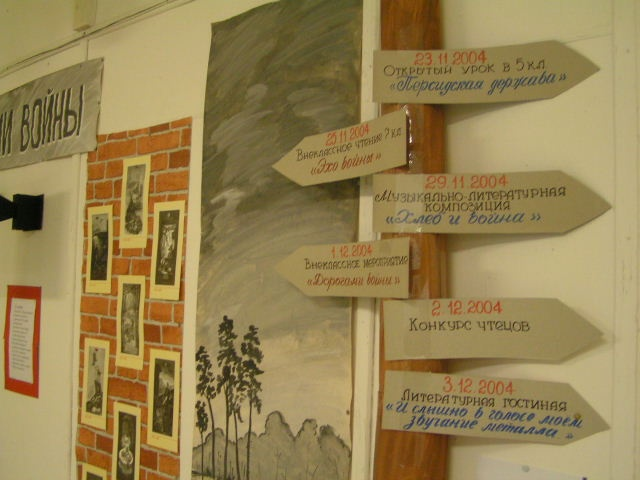 МИ ВОЙНЫ
23.11.2004
Открытый урок в 5 кл
«Персидская держава»
25.11.2004
Внеклассное чтение 7 кл
«Эхо войны»
29.11.2004
Музыкально-литературная
композиция
«Хлеб и война»
1.12.2004
Внеклассное мероприятие
«Дорогами войны»
2.12.2004
Конкурс чтецов
3.12.2004
Литературная гостиная
«И слышно в голосе моем
звучание металла»